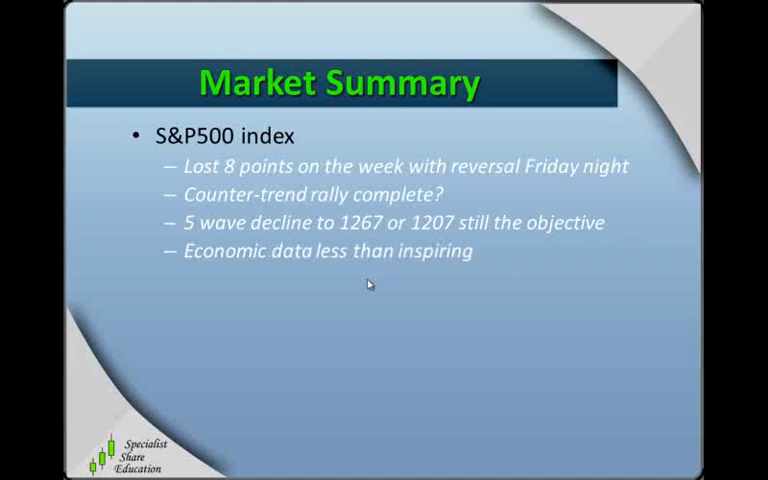 Market Summary
• S&P500 index
– Lost 8 points on the week with reversal Friday night
– Counter-trend rally complete?
– 5 wave decline to 1267 or 1207 still the objective
– Economic data less than inspiring
Specialist
Share
Education